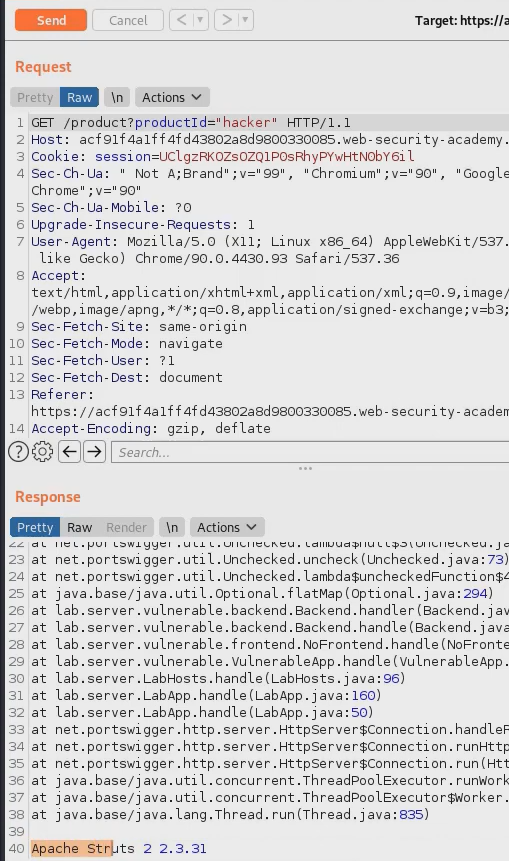 Send Cancel < > Target: https://a
Request
Pretty Raw \n Actions
1 GET /product?productId="hacker" HTTP/1.1
2 Host: acf91f4a1ff4fd43802a8d9800330085.web-security-academy.
3 Cookie: session=UClgzRKOZsOZQ1P0sRhyPYwHtN0bY6il
4 Sec-Ch-Ua: " Not A;Brand";v="99", "Chromium";v="90", "Google
Chrome";v="90"
5 Sec-Ch-Ua-Mobile: ?0
6 Upgrade-Insecure-Requests: 1
7 User-Agent: Mozilla/5.0 (X11; Linux x86_64) AppleWebKit/537.
like Gecko) Chrome/90.0.4430.93 Safari/537.36
8 Accept:
text/html,application/xhtml+xml,application/xml;q=0.9,image/
/webp,image/apng,*/*;q=0.8,application/signed-exchange;v=b3;
9 Sec-Fetch-Site: same-origin
10 Sec-Fetch-Mode: navigate
11 Sec-Fetch-User: ?1
12 Sec-Fetch-Dest: document
13 Referer:
https://acf91f4a1ff4fd43802a8d9800330085.web-security-academ
14 Accept-Encoding: gzip, deflate
? Search...
Response
Pretty Raw Render \n Actions
22 at net.portswigger.util.Unchecked.lambda$null$3(Unchecked.ja
23 at net.portswigger.util.Unchecked.uncheck(Unchecked.java:73)
24 at net.portswigger.util.Unchecked.lambda$uncheckedFunction$4
25 at java.base/java.util.Optional.flatMap(Optional.java:294)
26 at lab.server.vulnerable.backend.Backend.handler(Backend.jav
27 at lab.server.vulnerable.backend.Backend.handle(Backend.java
28 at lab.server.vulnerable.frontend.NoFrontend.handle(NoFronte
29 at lab.server.vulnerable.VulnerableApp.handle(VulnerableApp.
30 at lab.server.LabHosts.handle(LabHosts.java:96)
31 at lab.server.LabApp.handle(LabApp.java:160)
32 at lab.server.LabApp.handle(LabApp.java:50)
33 at net.portswigger.http.server.HttpServer$Connection.handleR
34 at net.portswigger.http.server.HttpServer$Connection.runHttp
35 at net.portswigger.http.server.HttpServer$Connection.run(Htt
36 at java.base/java.util.concurrent.ThreadPoolExecutor.runWork
37 at java.base/java.util.concurrent.ThreadPoolExecutor$Worker.
38 at java.base/java.lang.Thread.run(Thread.java:835)
39
40 Apache Struts 2 2.3.31